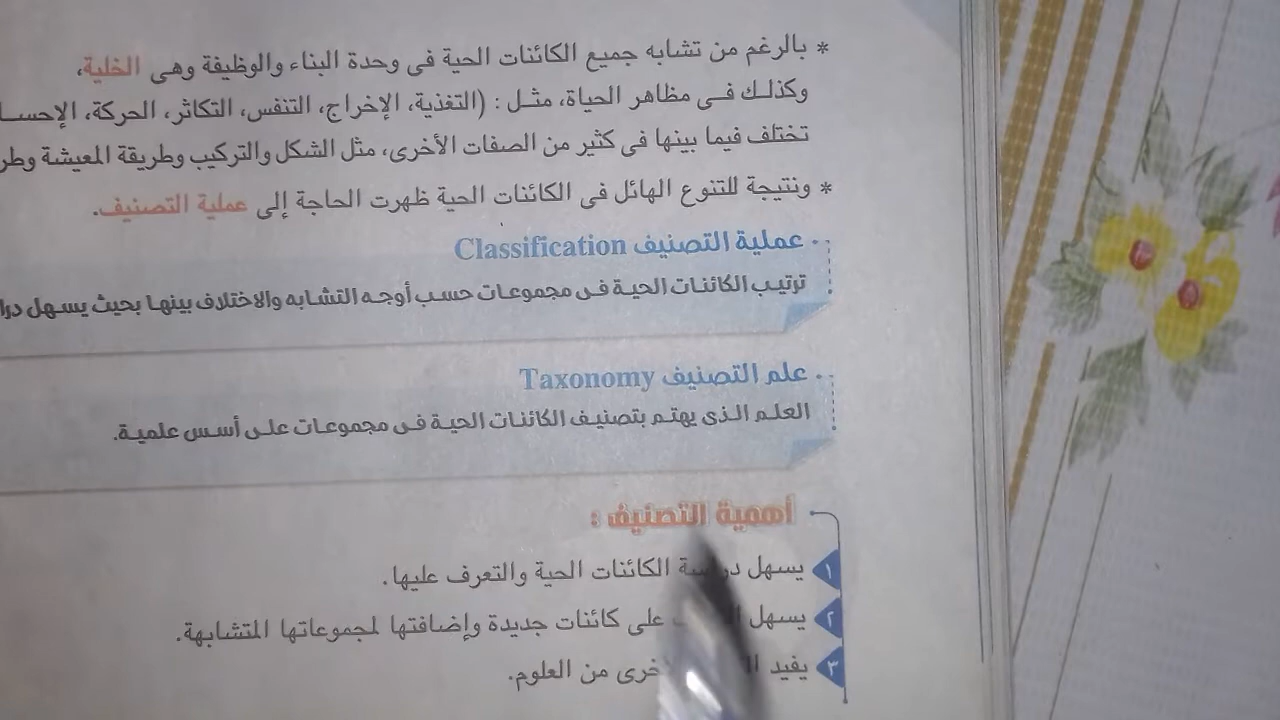 * بالرغم من تشابه جميع الكائنات الحية فى وحدة البناء والوظيفة وهى الخلية،
وكذلك فى مظاهر الحياة، مثل : (التغذية، الإخراج، التنفس، التكاثر، الحركة،
تختلف فيما بينها فى كثير من الصفات الأخرى، مثل الشكل والتركيب وطريقة المعيشة
* ونتيجة للتنوع الهائل فى الكائنات الحية ظهرت الحاجة إلى عملية التصنيف.
عملية التصنيف Classification
ترتيب الكائنات الحية فى مجموعات حسب أوجه التشابه والاختلاف بينها بحيث يسهل
علم التصنيف Taxonomy
العلم الذى يهتم بتصنيف الكائنات الحية فى مجموعات على أسس علمية.
أهمية التصنيف :
١ يسهل دراسة الكائنات الحية والتعرف عليها.
٢ يسهل على كائنات جديدة وإضافتها لمجموعاتها المتشابهة.
٣ يفيد من العلوم.